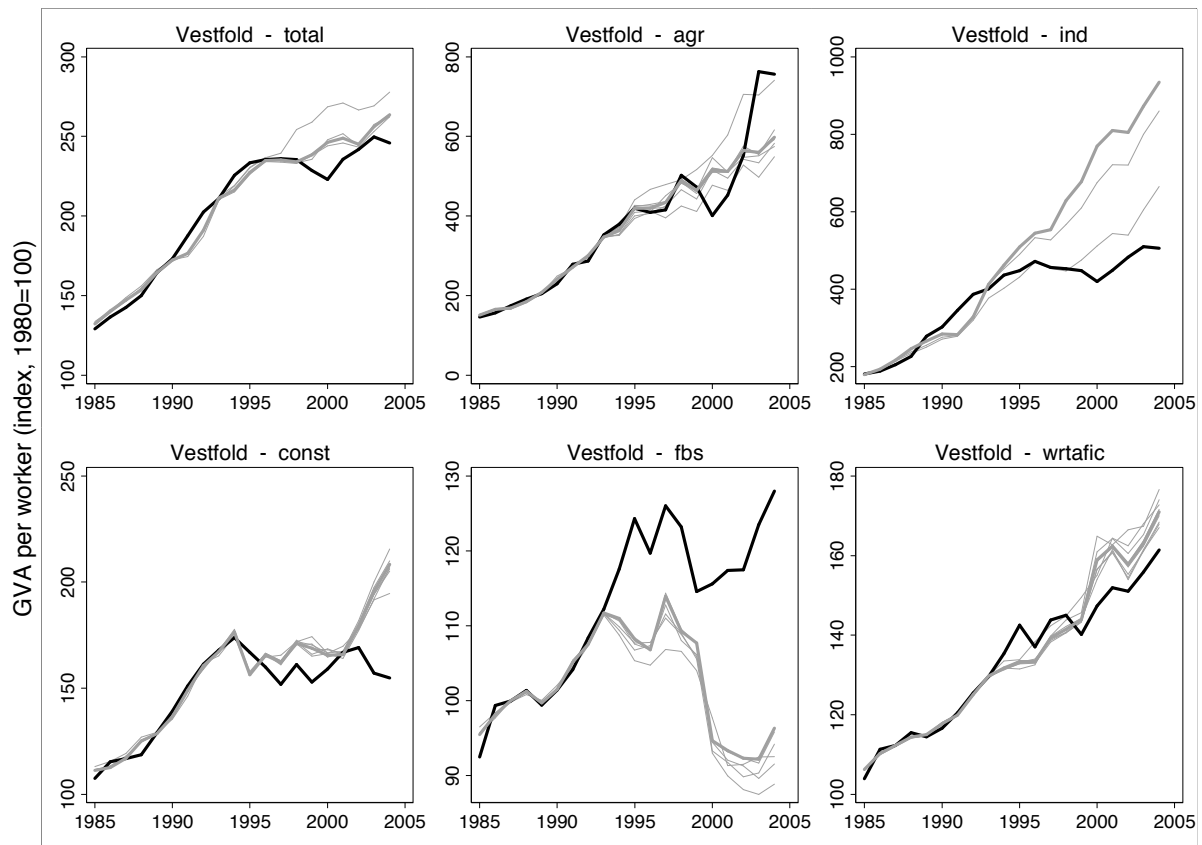 GVA per worker (index, 1980=100)
Vestfold - total
300
250
200
150
100
1985 1990 1995 2000 2005
Vestfold - agr
800
600
400
200
0
1985 1990 1995 2000 2005
Vestfold - ind
1000
800
600
400
200
1985 1990 1995 2000 2005
Vestfold - const
250
200
150
100
1985 1990 1995 2000 2005
Vestfold - fbs
130
120
110
100
90
1985 1990 1995 2000 2005
Vestfold - wrtafic
180
160
140
120
100
1985 1990 1995 2000 2005